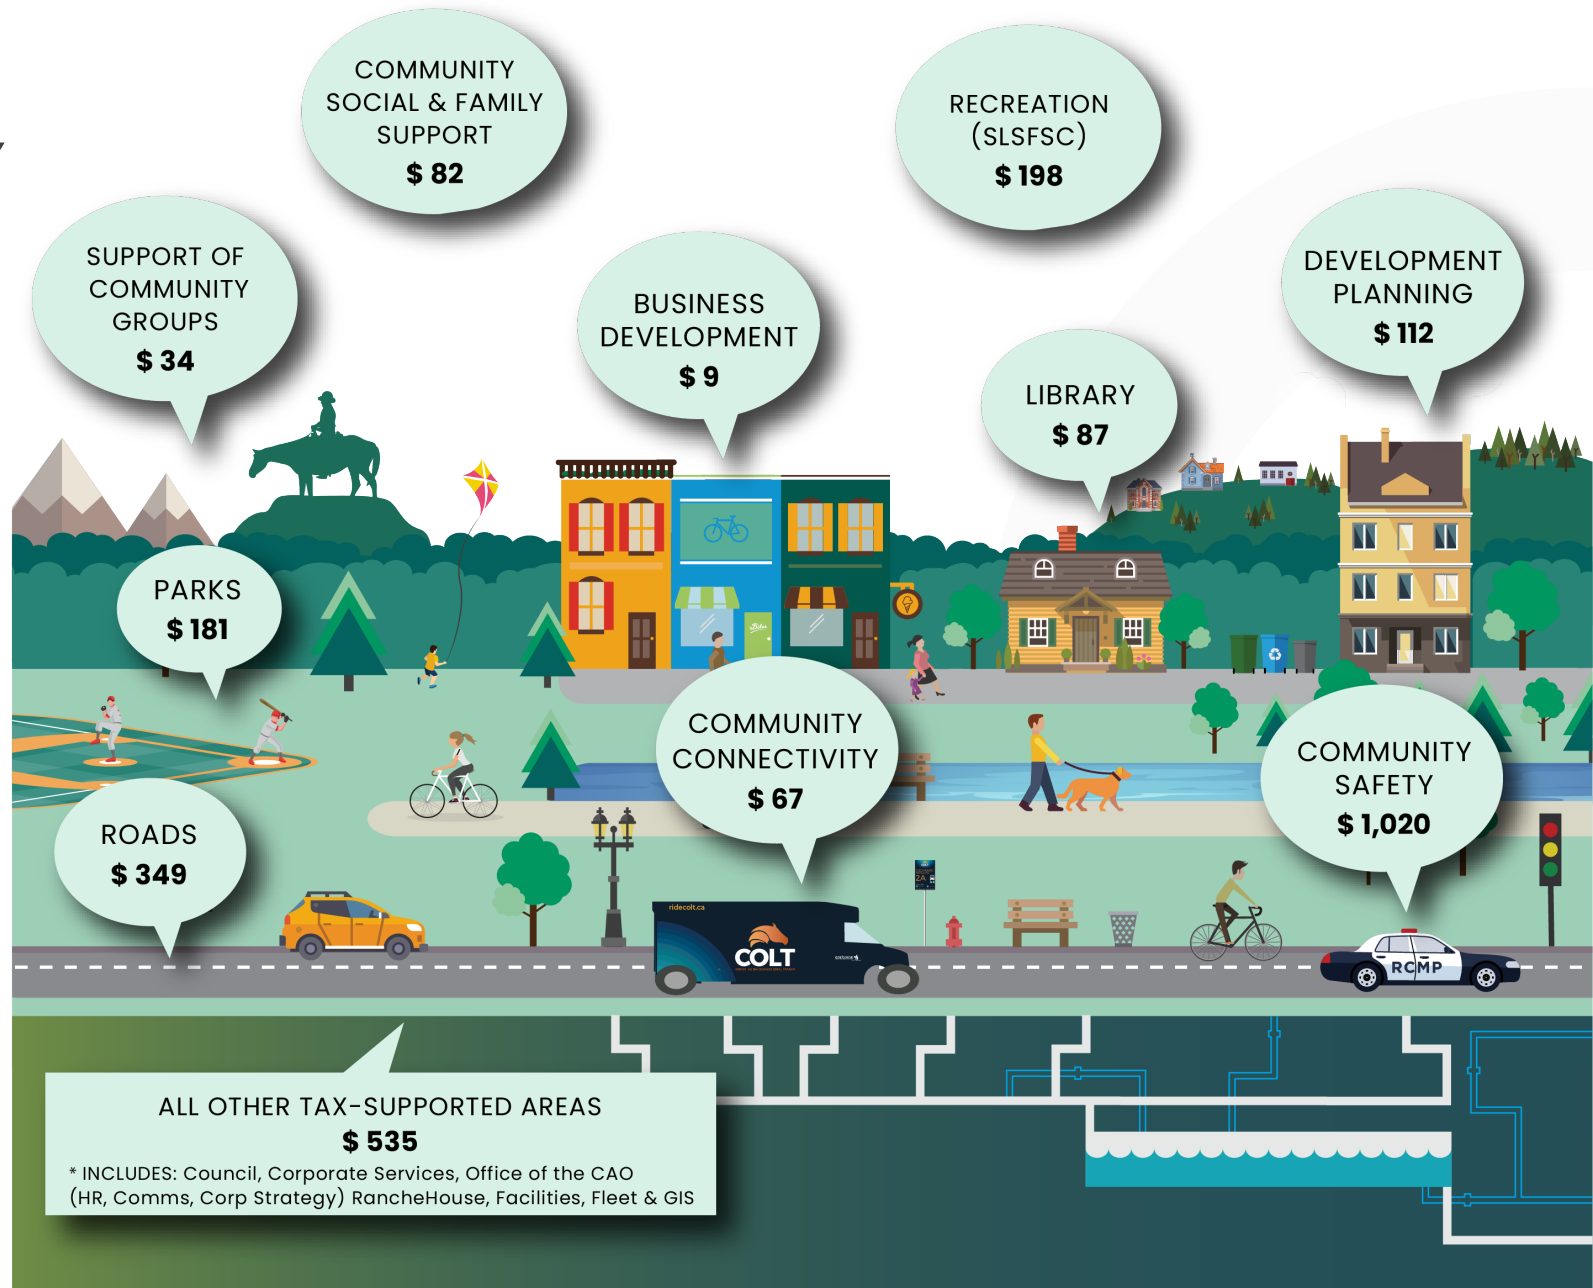 COMMUNITY
SOCIAL & FAMILY
SUPPORT
$ 82
RECREATION
(SLSFSC)
$ 198
SUPPORT OF
COMMUNITY
GROUPS
$ 34
BUSINESS
DEVELOPMENT
$ 9
DEVELOPMENT
PLANNING
$ 112
LIBRARY
$ 87
PARKS
$ 181
COMMUNITY
CONNECTIVITY
$ 67
COMMUNITY
SAFETY
$ 1,020
ROADS
$ 349
2A
ridecolt.ca
COLT
RCMP
ALL OTHER TAX-SUPPORTED AREAS
$ 535
* INCLUDES: Council, Corporate Services, Office of the CAO
(HR, Comms, Corp Strategy) RancheHouse, Facilities, Fleet & GIS